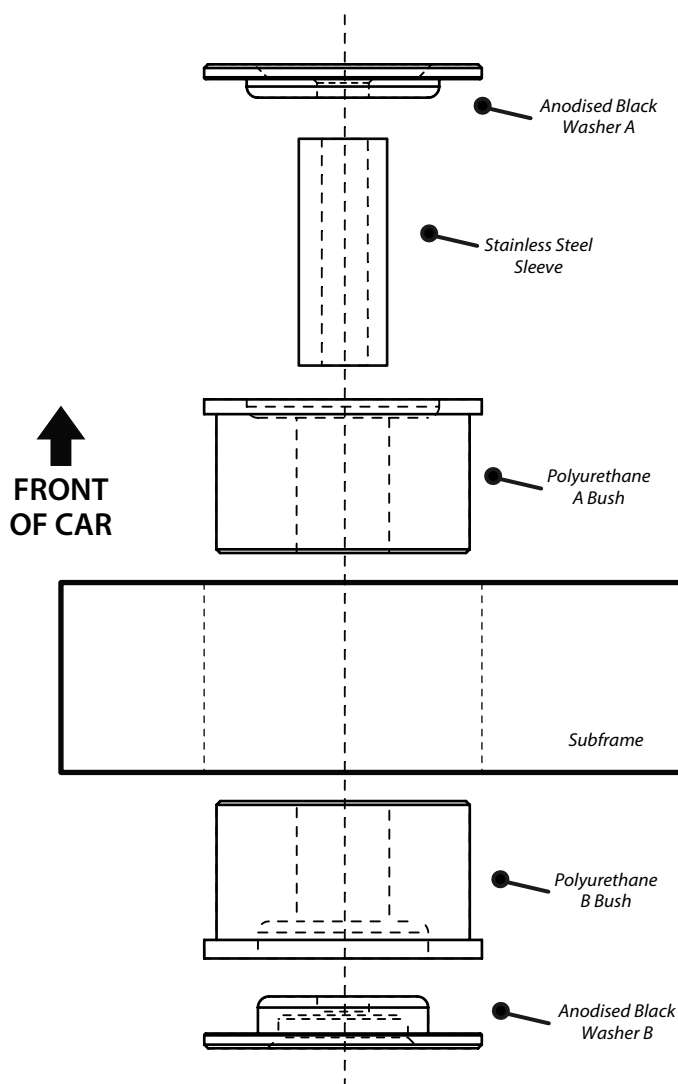 Anodised Black
Washer A
Stainless Steel
Sleeve
FRONT
OF CAR
Polyurethane
A Bush
Subframe
Polyurethane
B Bush
Anodised Black
Washer B